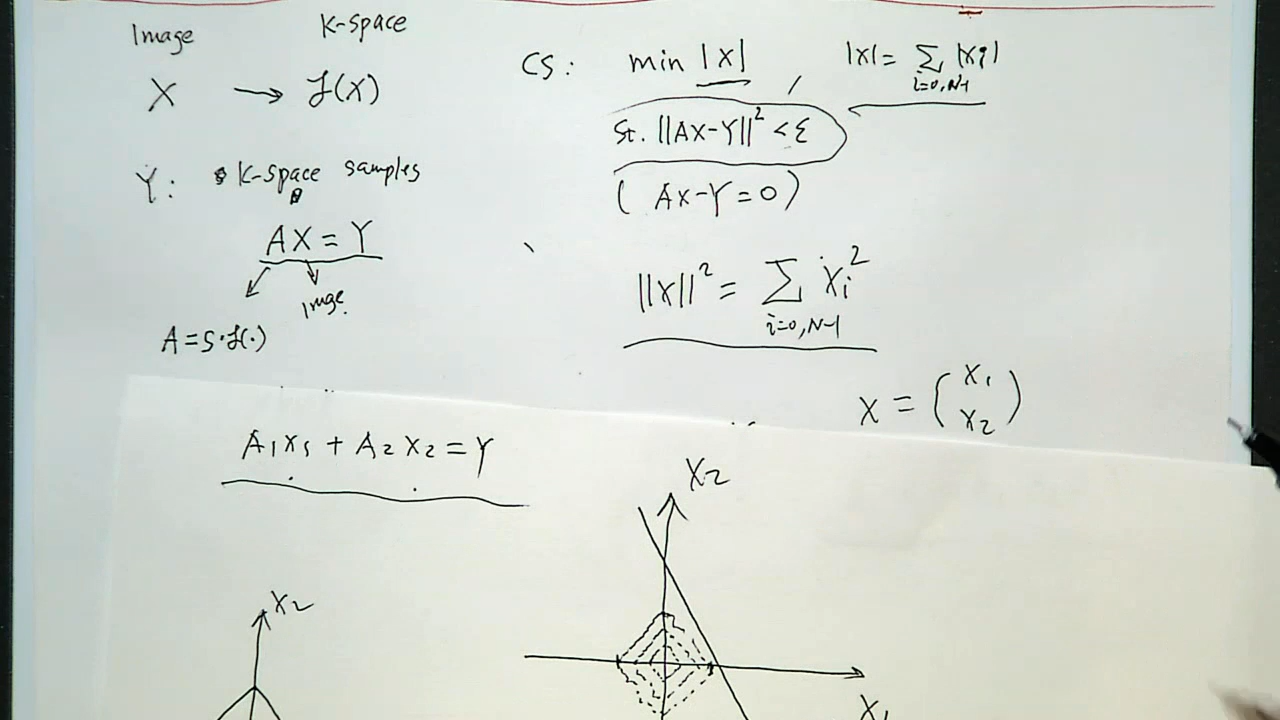 Image K-space
X → F(X)
Y: K-space samples
AX = Y
Image
A = S·F(·)
CS: min |X| , |X| = ∑ |Xi|
i=0,N-1
St. ||AX-Y||² < ε
( AX-Y = 0 )
||X||² = ∑ Xi²
i=0,N-1
X = ( X1
X2 )
A1X1 + A2X2 = Y
X2
X2
X1